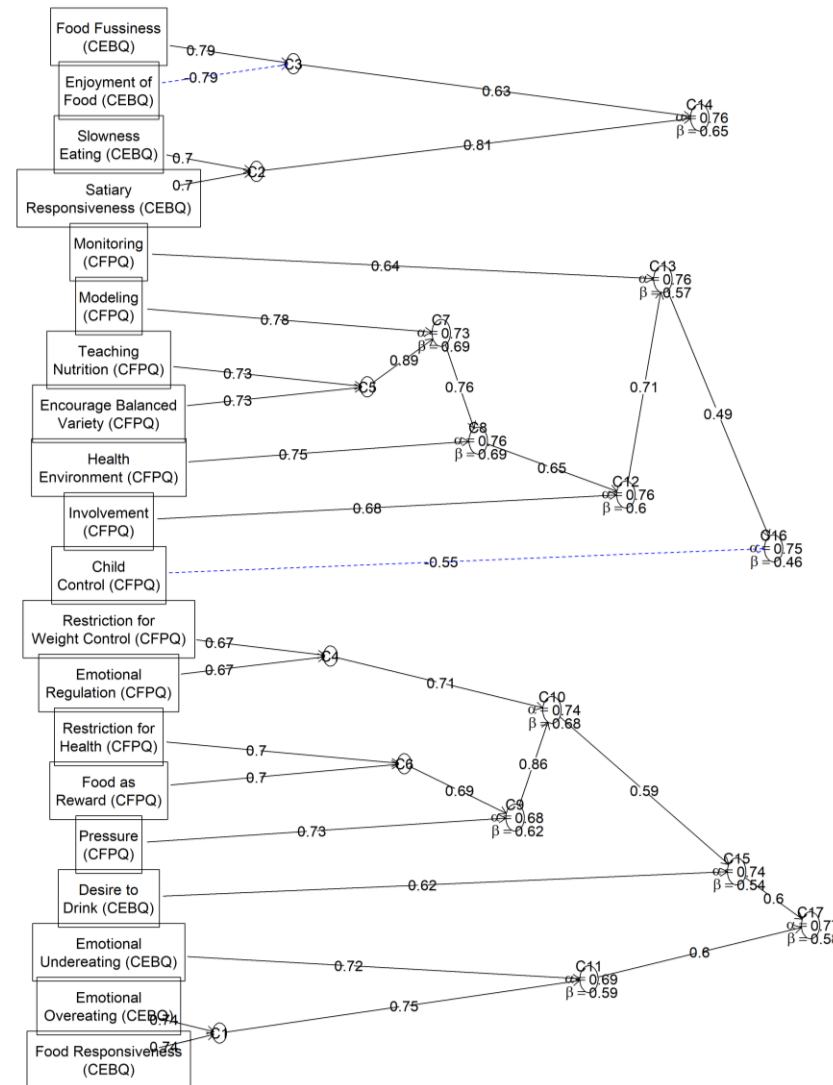 Food Fussiness
(CEBQ)
0.79
C3
-0.79
Enjoyment of
Food (CEBQ)
0.63
C14
α = 0.76
β = 0.65
Slowness
Eating (CEBQ)
0.7
C2
0.81
0.7
Satiary
Responsiveness (CEBQ)
Monitoring
(CFPQ)
0.64
C13
α = 0.76
β = 0.57
Modeling
(CFPQ)
0.78
C7
α = 0.73
β = 0.69
Teaching
Nutrition (CFPQ)
0.73
C5
0.89
0.76
0.71
Encourage Balanced
Variety (CFPQ)
0.73
0.49
C8
α = 0.76
β = 0.69
Health
Environment (CFPQ)
0.75
0.65
C12
α = 0.76
β = 0.6
Involvement
(CFPQ)
0.68
C16
α = 0.75
β = 0.46
Child
Control (CFPQ)
-0.55
Restriction for
Weight Control (CFPQ)
0.67
C4
0.67
Emotional
Regulation (CFPQ)
0.71
C10
α = 0.74
β = 0.68
Restriction for
Health (CFPQ)
0.7
C6
0.86
0.7
Food as
Reward (CFPQ)
0.69
0.59
C9
α = 0.68
β = 0.62
Pressure
(CFPQ)
0.73
C15
α = 0.74
β = 0.54
Desire to
Drink (CEBQ)
0.62
0.6
C17
α = 0.77
β = 0.58
Emotional
Undereating (CEBQ)
0.72
C11
α = 0.69
β = 0.59
0.6
Emotional
Overeating (CEBQ)
0.74
C1
0.75
0.74
Food Responsiveness
(CEBQ)